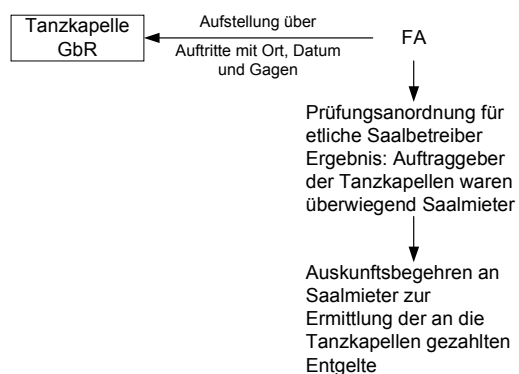 Tanzkapelle
GbR
Aufstellung über
Auftritte mit Ort, Datum
und Gagen
FA
Prüfungsanordnung für
etliche Saalbetreiber
Ergebnis: Auftraggeber
der Tanzkapellen waren
überwiegend Saalmieter
Auskunftsbegehren an
Saalmieter zur
Ermittlung der an die
Tanzkapellen gezahlten
Entgelte